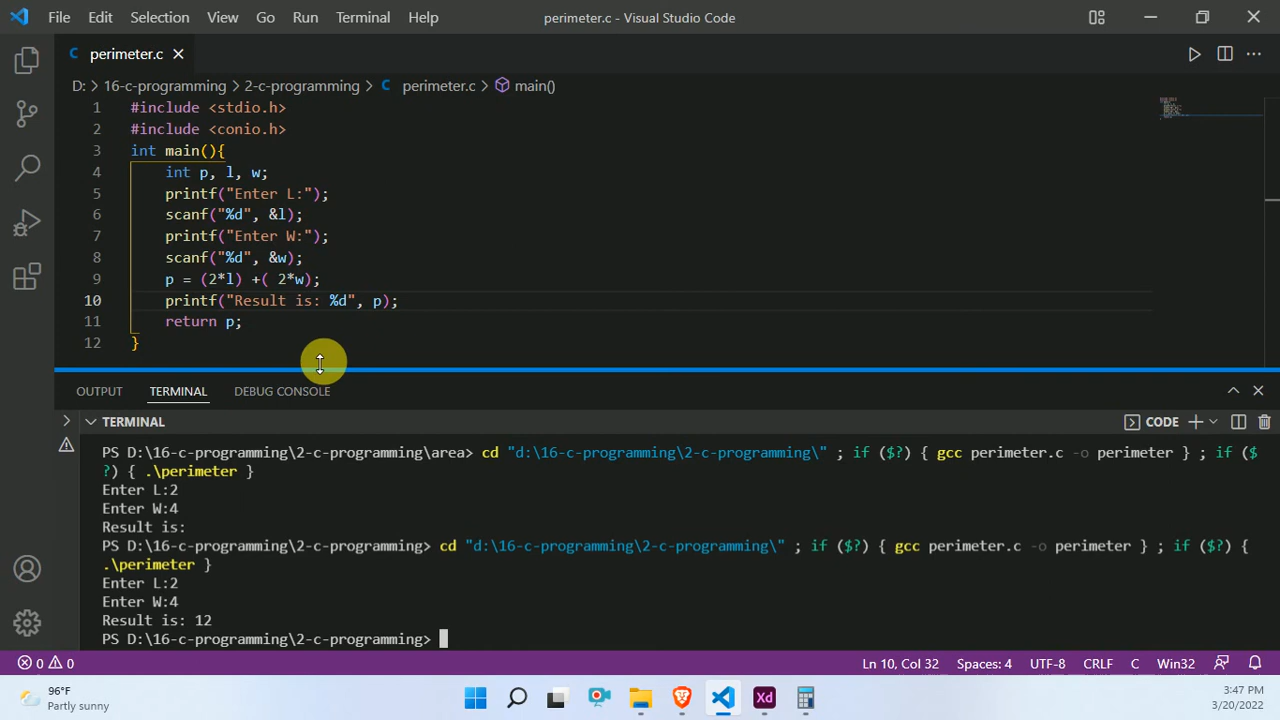 File Edit Selection View Go Run Terminal Help perimeter.c - Visual Studio Code
C perimeter.c
D: > 16-c-programming > 2-c-programming > C perimeter.c > main()
1 #include <stdio.h>
2 #include <conio.h>
3 int main(){
4 int p, l, w;
5 printf("Enter L:");
6 scanf("%d", &l);
7 printf("Enter W:");
8 scanf("%d", &w);
9 p = (2*l) +( 2*w);
10 printf("Result is: %d", p);
11 return p;
12 }
OUTPUT TERMINAL DEBUG CONSOLE
TERMINAL CODE
PS D:\16-c-programming\2-c-programming\area> cd "d:\16-c-programming\2-c-programming\" ; if ($?) { gcc perimeter.c -o perimeter } ; if ($
?) { .\perimeter }
Enter L:2
Enter W:4
Result is:
PS D:\16-c-programming\2-c-programming> cd "d:\16-c-programming\2-c-programming\" ; if ($?) { gcc perimeter.c -o perimeter } ; if ($?) {
.\perimeter }
Enter L:2
Enter W:4
Result is: 12
PS D:\16-c-programming\2-c-programming>
0 0 Ln 10, Col 32 Spaces: 4 UTF-8 CRLF C Win32
96°F
Partly sunny
Xd
3:47 PM
3/20/2022